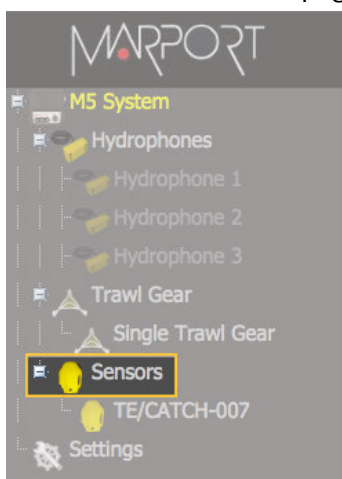 MARPORT
M5 System
Hydrophones
Hydrophone 1
Hydrophone 2
Hydrophone 3
Trawl Gear
Single Trawl Gear
Sensors
TE/CATCH-007
Settings